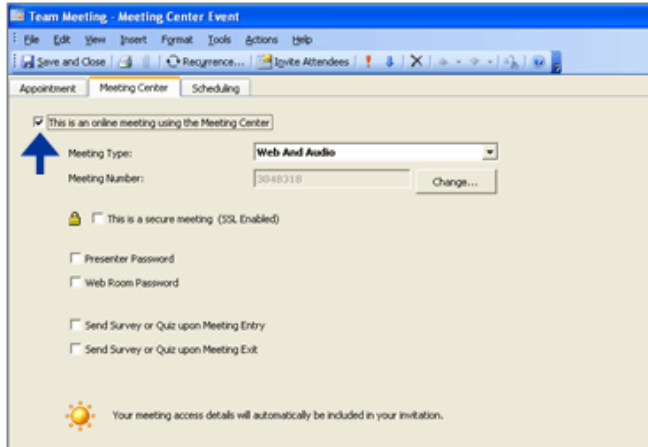 Team Meeting - Meeting Center Event
File Edit View Insert Format Tools Actions Help
Save and Close Recurrence... Invite Attendees
Appointment Meeting Center Scheduling
This is an online meeting using the Meeting Center
Meeting Type: Web And Audio
Meeting Number: 3048318 Change...
This is a secure meeting (SSL Enabled)
Presenter Password
Web Room Password
Send Survey or Quiz upon Meeting Entry
Send Survey or Quiz upon Meeting Exit
Your meeting access details will automatically be included in your invitation.